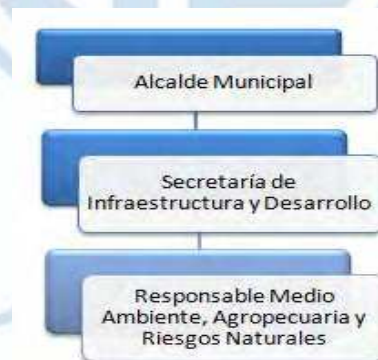 Alcalde Municipal
Secretaría de
Infraestructura y Desarrollo
Responsable Medio
Ambiente, Agropecuaria y
Riesgos Naturales